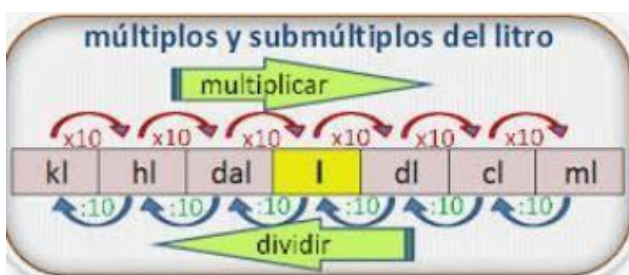 múltiplos y submúltiplos del litro
multiplicar
x10 x10 x10 x10 x10 x10
kl hl dal l dl cl ml
:10 :10 :10 :10 :10 :10
dividir